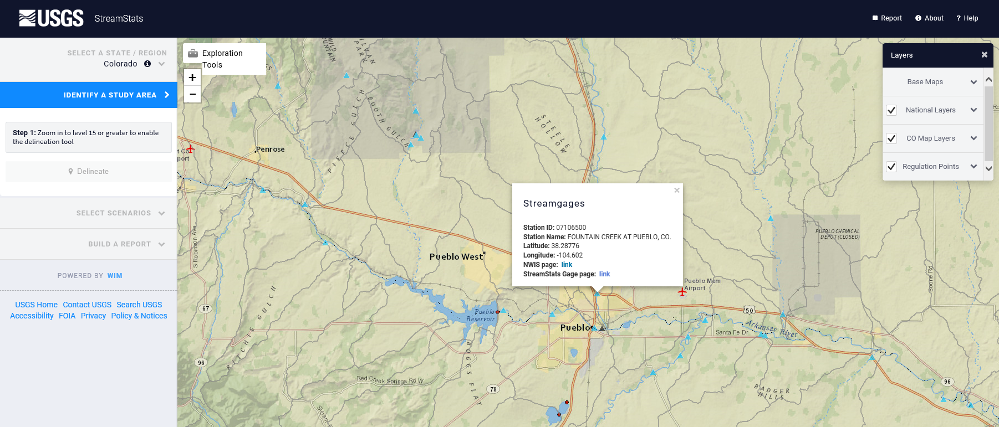 USGS StreamStats
Report About ? Help
SELECT A STATE / REGION
Colorado
IDENTIFY A STUDY AREA
Step 1: Zoom in to level 15 or greater to enable
the delineation tool
Delineate
SELECT SCENARIOS
BUILD A REPORT
POWERED BY WIM
USGS Home Contact USGS Search USGS
Accessibility FOIA Privacy Policy & Notices
Exploration
Tools
+
−
Layers
Base Maps
National Layers
CO Map Layers
Regulation Points
Streamgages
Station ID: 07106500
Station Name: FOUNTAIN CREEK AT PUEBLO, CO.
Latitude: 38.28776
Longitude: -104.602
NWIS page: link
StreamStats Gage page: link
PIERCE GULCH
BOOTH GULCH
STEELE
HOLLOW
Penrose
t Co
port
S Robinson Ave
Pueblo West
PUEBLO CHEMICAL
DEPOT (CLOSED)
Pueblo Mem
Airport
Boone Rd
67
50
Pueblo
Reservoir
Pueblo
Arkansas River
Santa Fe Dr
RITCHIE GULCH
BOGGS FLAT
96
Red Creek Springs Rd W
78
96
BADGER
HILLS